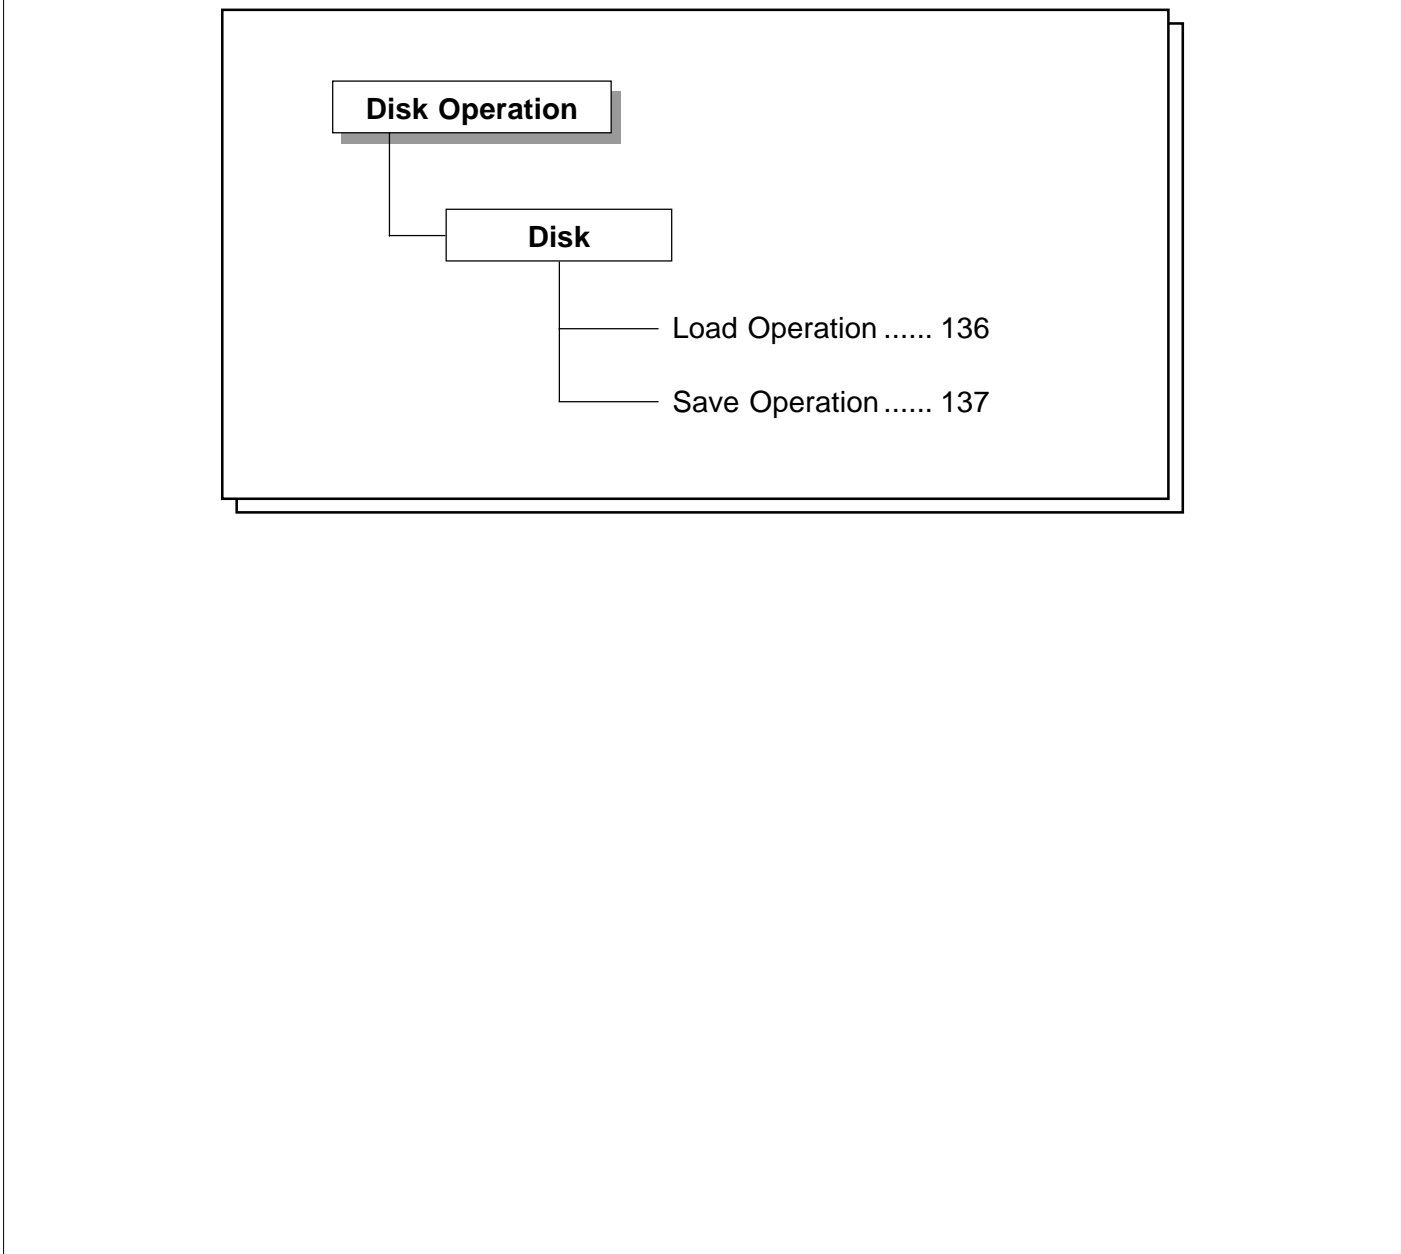 Disk Operation
Disk
Load Operation ...... 136
Save Operation ...... 137